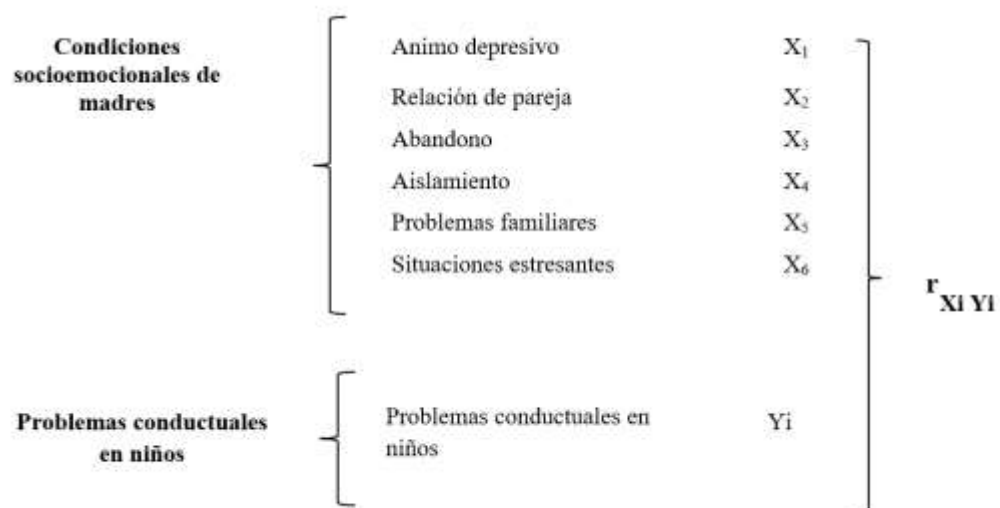 Condiciones
socioemocionales de
madres
Animo depresivo X₁
Relación de pareja X₂
Abandono X₃
Aislamiento X₄
Problemas familiares X₅
Situaciones estresantes X₆
r Xi Yi
Problemas conductuales
en niños
Problemas conductuales en
niños
Yi